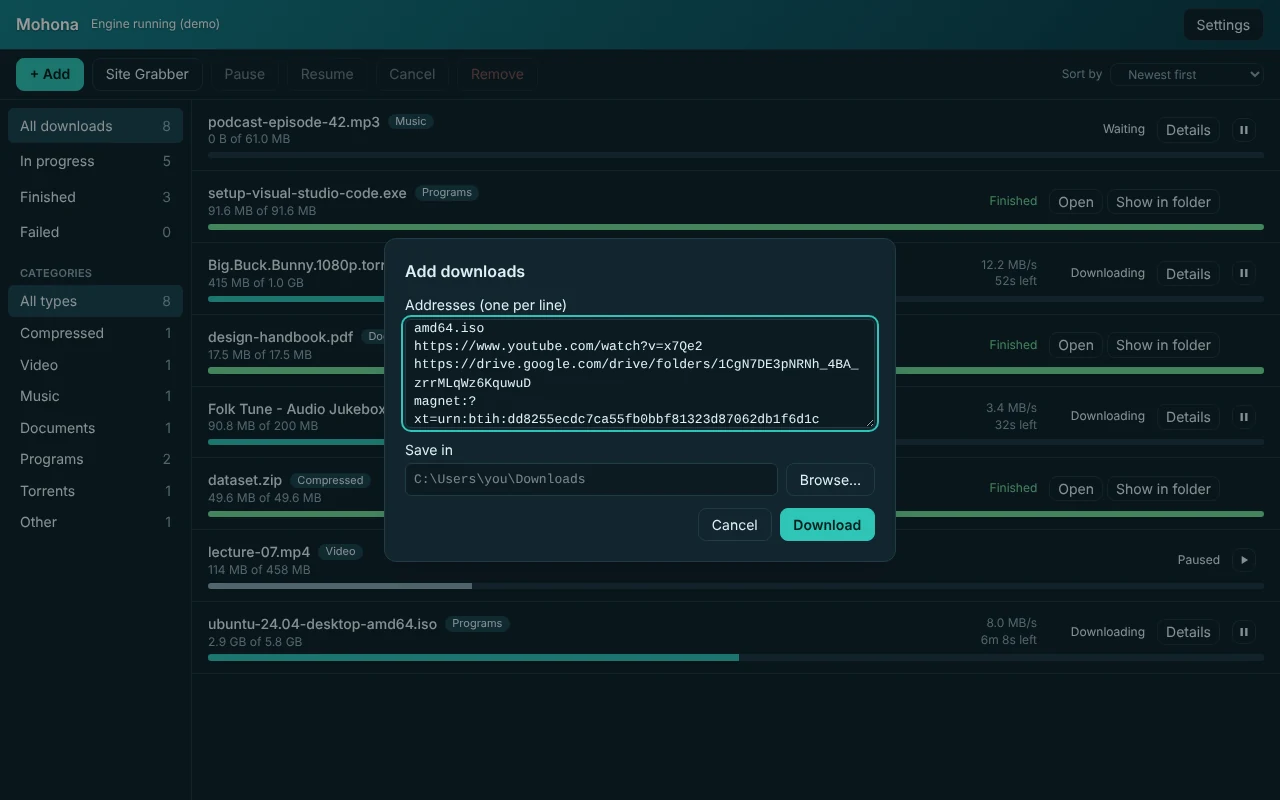 Mohona Engine running (demo) Settings
+ Add Site Grabber Pause Resume Cancel Remove Sort by Newest first
All downloads 8
In progress 5
Finished 3
Failed 0
CATEGORIES
All types 8
Compressed 1
Video 1
Music 1
Documents 1
Programs 2
Torrents 1
Other 1
podcast-episode-42.mp3 Music
0 B of 61.0 MB
Waiting Details
setup-visual-studio-code.exe Programs
91.6 MB of 91.6 MB
Finished Open Show in folder
Big.Buck.Bunny.1080p.torr
415 MB of 1.0 GB
12.2 MB/s
52s left
Downloading Details
design-handbook.pdf Do
17.5 MB of 17.5 MB
Finished Open Show in folder
Folk Tune - Audio Jukebox
90.8 MB of 200 MB
3.4 MB/s
32s left
Downloading Details
dataset.zip Compressed
49.6 MB of 49.6 MB
Finished Open Show in folder
lecture-07.mp4 Video
114 MB of 458 MB
Paused
ubuntu-24.04-desktop-amd64.iso Programs
2.9 GB of 5.8 GB
8.0 MB/s
6m 8s left
Downloading Details
Add downloads
Addresses (one per line)
amd64.iso
https://www.youtube.com/watch?v=x7Qe2
https://drive.google.com/drive/folders/1CgN7DE3pNRNh_4BA_
zrrMLqWz6KquwuD
magnet:?
xt=urn:btih:dd8255ecdc7ca55fb0bbf81323d87062db1f6d1c
Save in
C:\Users\you\Downloads Browse...
Cancel Download